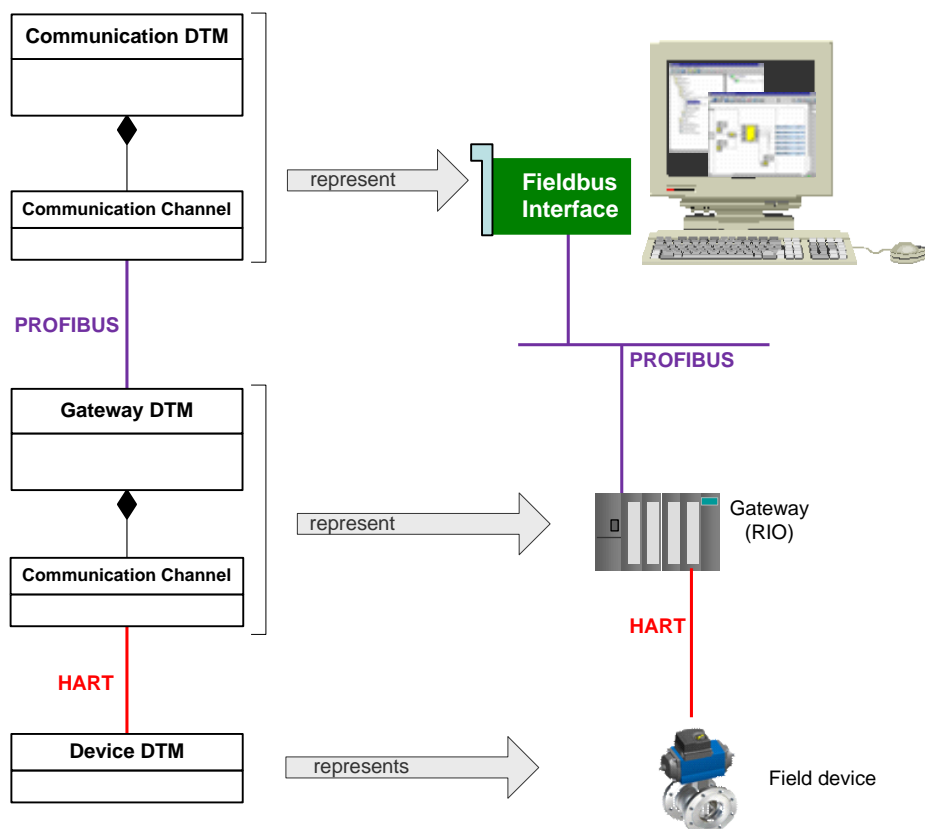 Communication DTM
Communication Channel
represent
Fieldbus
Interface
PROFIBUS
PROFIBUS
Gateway DTM
Communication Channel
represent
Gateway
(RIO)
HART
HART
Device DTM
represents
Field device